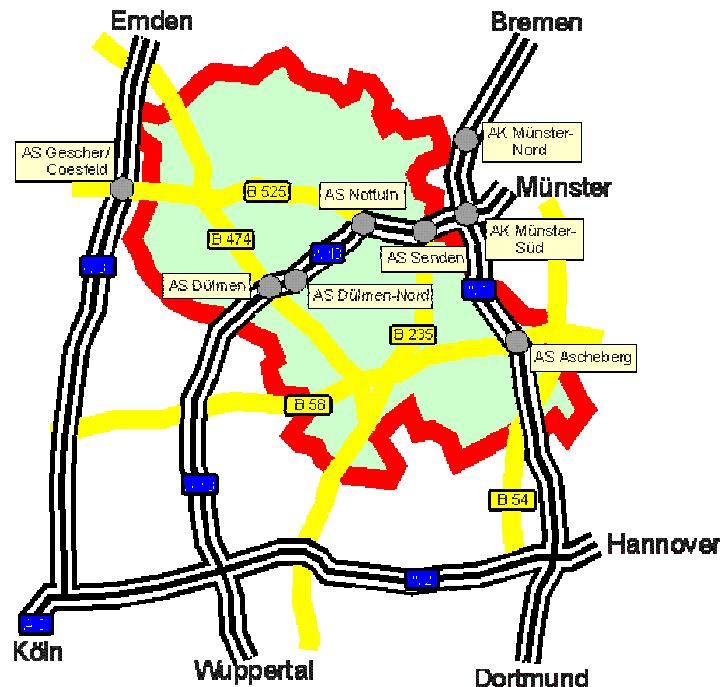 Emden
Bremen
AK Münster-
Nord
AS Gescher/
Coesfeld
Münster
B 525
AS Nottuln
AK Münster-
Süd
B 474
AS Senden
AS Dülmen
AS Dülmen-Nord
B 235
AS Ascheberg
B 58
B 54
Hannover
Köln
Wuppertal
Dortmund